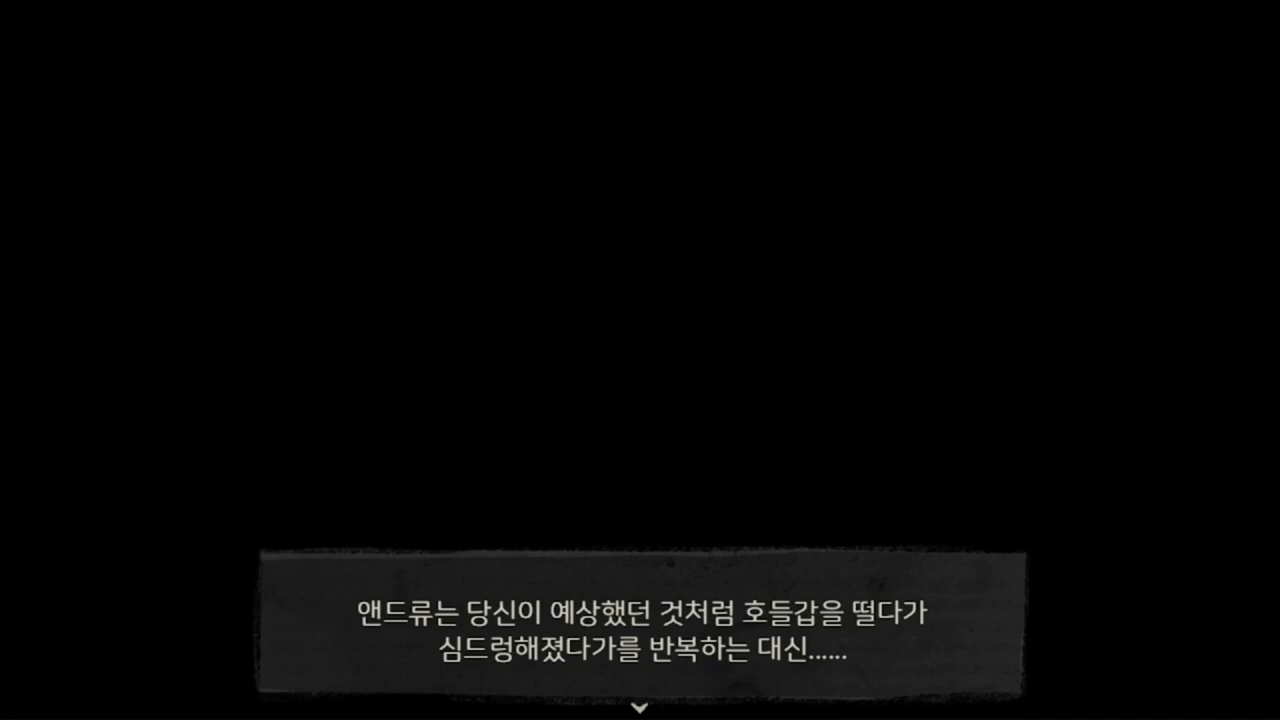 앤드류는 당신이 예상했던 것처럼 호들갑을 떨다가
심드렁해졌다가를 반복하는 대신......